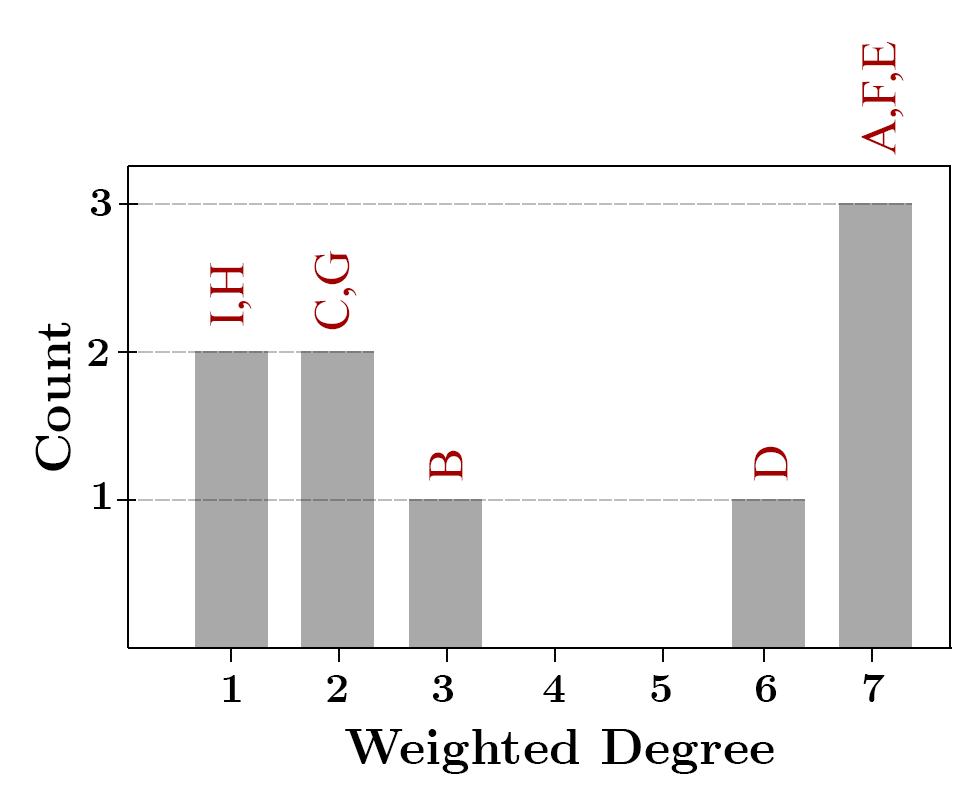 A,F,E
3
I,H
C,G
2
Count
B
D
1
1 2 3 4 5 6 7
Weighted Degree